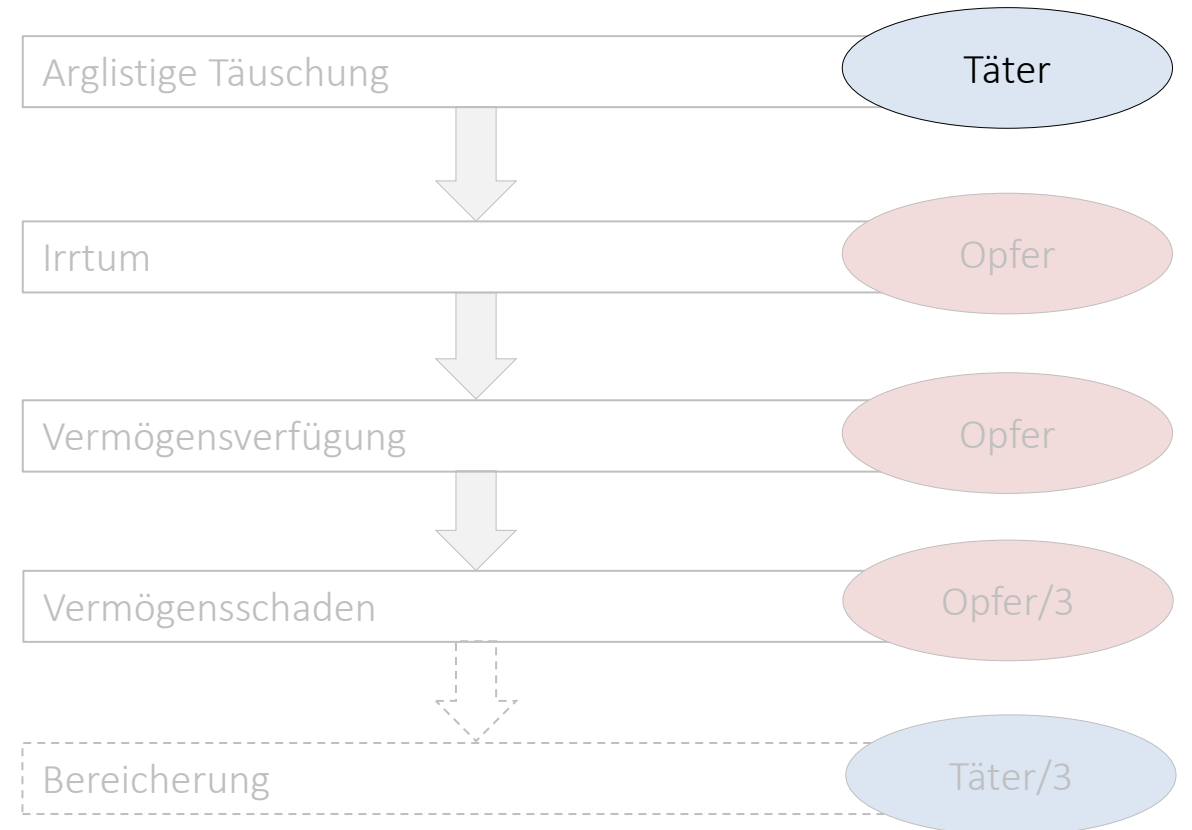 Arglistige Täuschung
Täter
Irrtum
Opfer
Vermögensverfügung
Opfer
Vermögensschaden
Opfer/3
Bereicherung
Täter/3